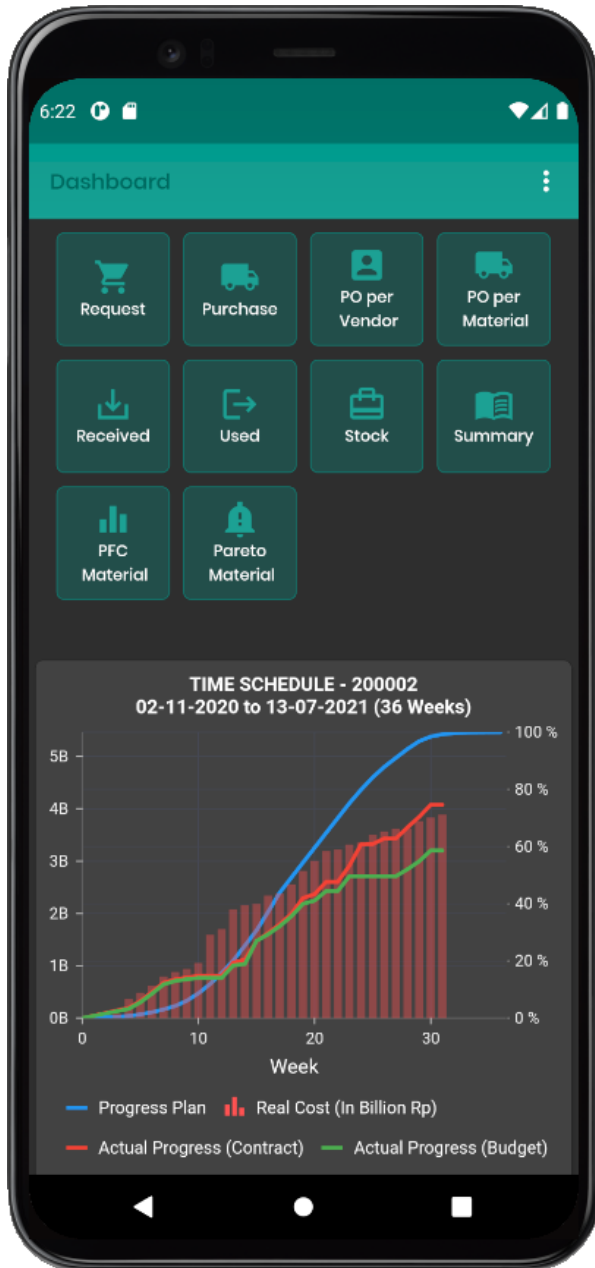 6:22
Dashboard
Request
Purchase
PO per
Vendor
PO per
Material
Received
Used
Stock
Summary
PFC
Material
Pareto
Material
TIME SCHEDULE - 200002
02-11-2020 to 13-07-2021 (36 Weeks)
5B
4B
3B
2B
1B
0B
100 %
80 %
60 %
40 %
20 %
0 %
0
10
20
30
Week
Progress Plan
Real Cost (In Billion Rp)
Actual Progress (Contract)
Actual Progress (Budget)